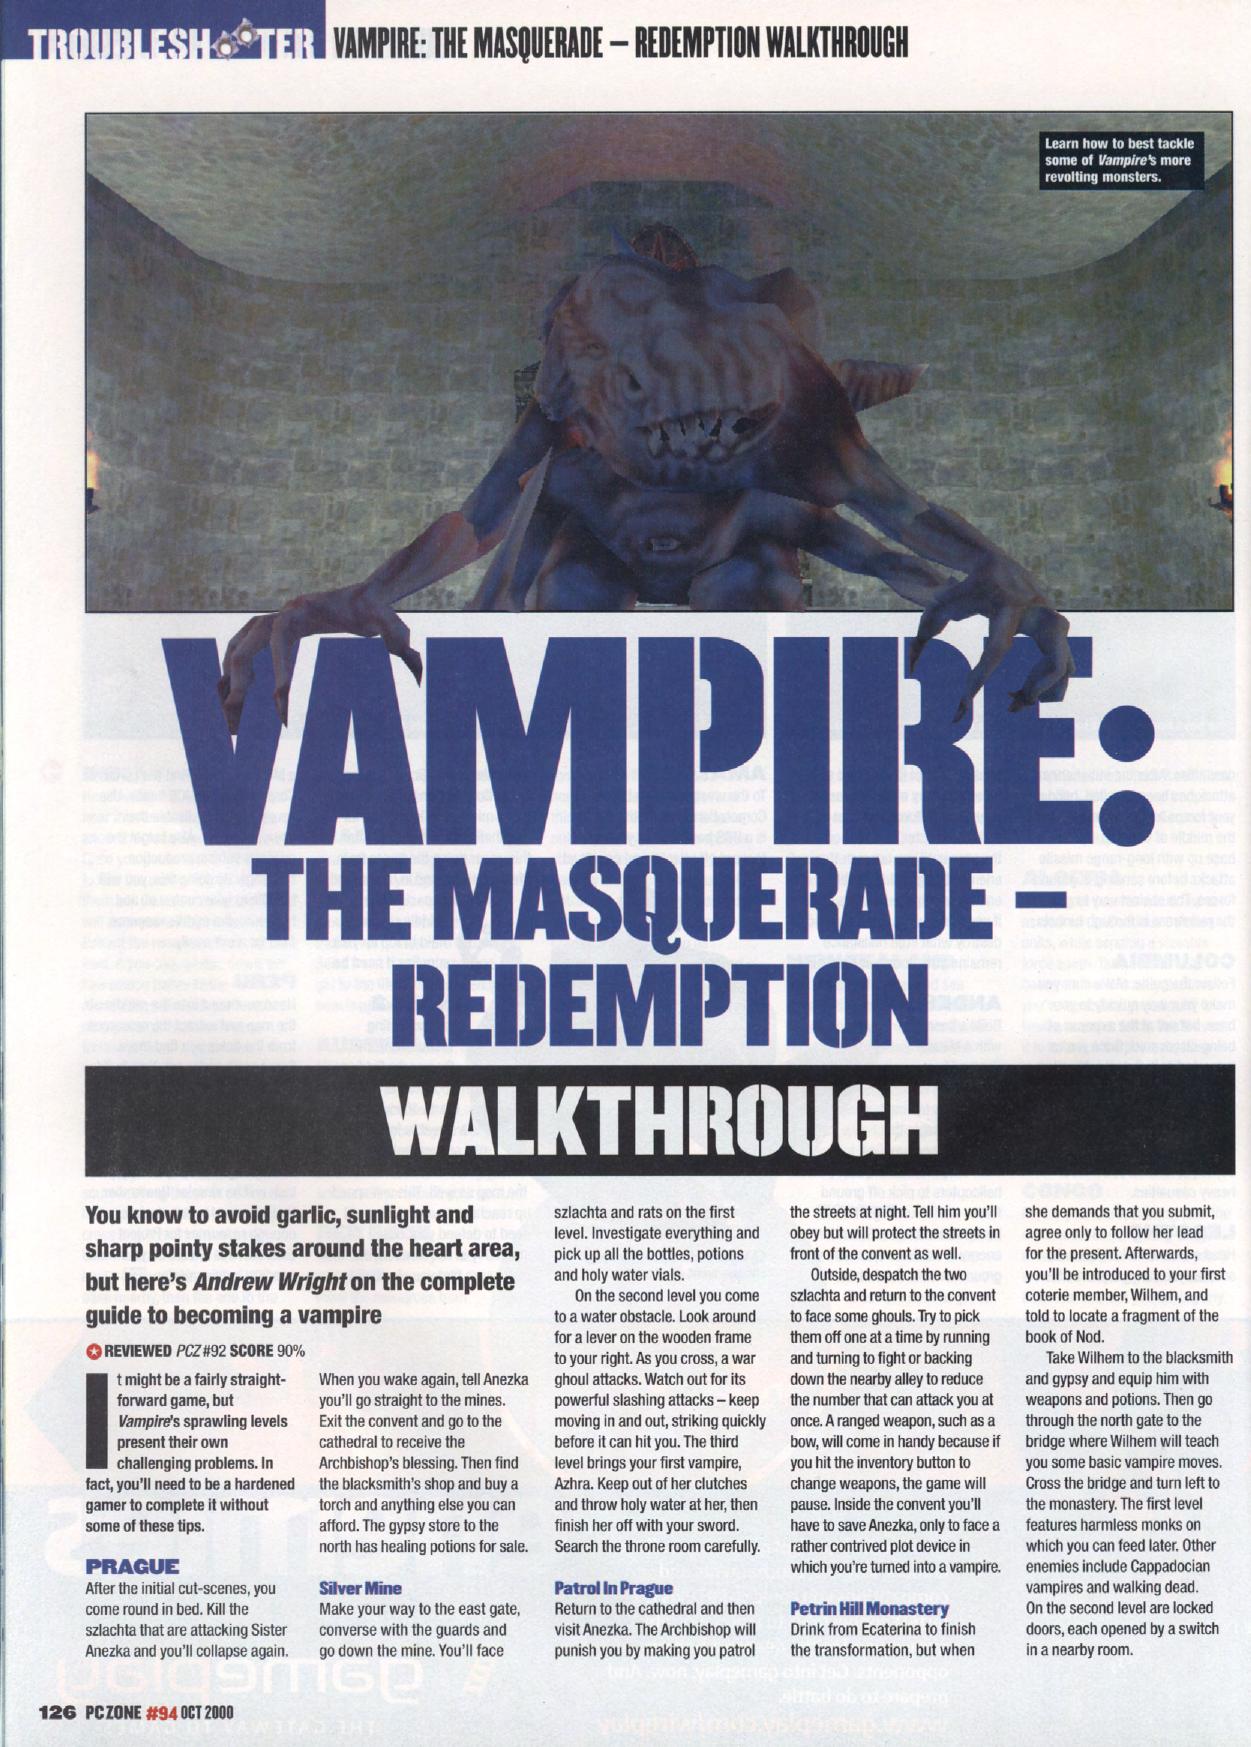 TROUBLESHOOTER VAMPIRE: THE MASQUERADE – REDEMPTION WALKTHROUGH
Learn how to best tackle
some of Vampire's more
revolting monsters.
VAMPIRE:
THE MASQUERADE –
REDEMPTION
WALKTHROUGH
You know to avoid garlic, sunlight and
sharp pointy stakes around the heart area,
but here's Andrew Wright on the complete
guide to becoming a vampire
REVIEWED PCZ #92 SCORE 90%
It might be a fairly straight-
forward game, but
Vampire's sprawling levels
present their own
challenging problems. In
fact, you'll need to be a hardened
gamer to complete it without
some of these tips.
PRAGUE
After the initial cut-scenes, you
come round in bed. Kill the
szlachta that are attacking Sister
Anezka and you'll collapse again.
When you wake again, tell Anezka
you'll go straight to the mines.
Exit the convent and go to the
cathedral to receive the
Archbishop's blessing. Then find
the blacksmith's shop and buy a
torch and anything else you can
afford. The gypsy store to the
north has healing potions for sale.
Silver Mine
Make your way to the east gate,
converse with the guards and
go down the mine. You'll face
szlachta and rats on the first
level. Investigate everything and
pick up all the bottles, potions
and holy water vials.
On the second level you come
to a water obstacle. Look around
for a lever on the wooden frame
to your right. As you cross, a war
ghoul attacks. Watch out for its
powerful slashing attacks – keep
moving in and out, striking quickly
before it can hit you. The third
level brings your first vampire,
Azhra. Keep out of her clutches
and throw holy water at her, then
finish her off with your sword.
Search the throne room carefully.
Patrol In Prague
Return to the cathedral and then
visit Anezka. The Archbishop will
punish you by making you patrol
the streets at night. Tell him you'll
obey but will protect the streets in
front of the convent as well.
Outside, despatch the two
szlachta and return to the convent
to face some ghouls. Try to pick
them off one at a time by running
and turning to fight or backing
down the nearby alley to reduce
the number that can attack you at
once. A ranged weapon, such as a
bow, will come in handy because if
you hit the inventory button to
change weapons, the game will
pause. Inside the convent you'll
have to save Anezka, only to face a
rather contrived plot device in
which you're turned into a vampire.
Petrin Hill Monastery
Drink from Ecaterina to finish
the transformation, but when
she demands that you submit,
agree only to follow her lead
for the present. Afterwards,
you'll be introduced to your first
coterie member, Wilhem, and
told to locate a fragment of the
book of Nod.
Take Wilhem to the blacksmith
and gypsy and equip him with
weapons and potions. Then go
through the north gate to the
bridge where Wilhem will teach
you some basic vampire moves.
Cross the bridge and turn left to
the monastery. The first level
features harmless monks on
which you can feed later. Other
enemies include Cappadocian
vampires and walking dead.
On the second level are locked
doors, each opened by a switch
in a nearby room.
126 PCZONE #94 OCT 2000